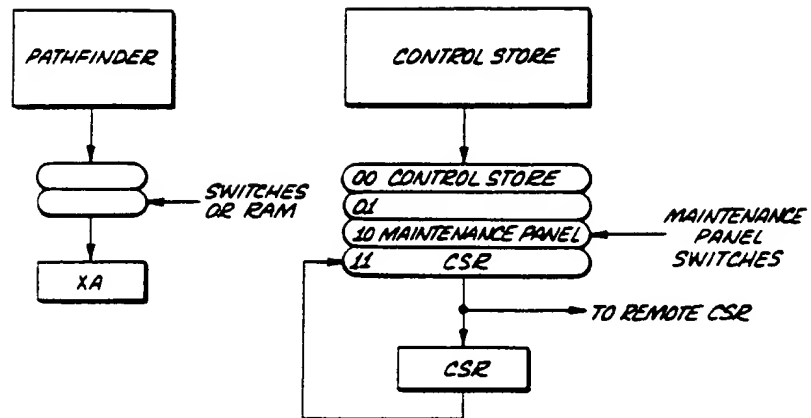 PATHFINDER
CONTROL STORE
SWITCHES
OR RAM
XA
00 CONTROL STORE
01
10 MAINTENANCE PANEL
11 CSR
MAINTENANCE
PANEL
SWITCHES
TO REMOTE CSR
CSR